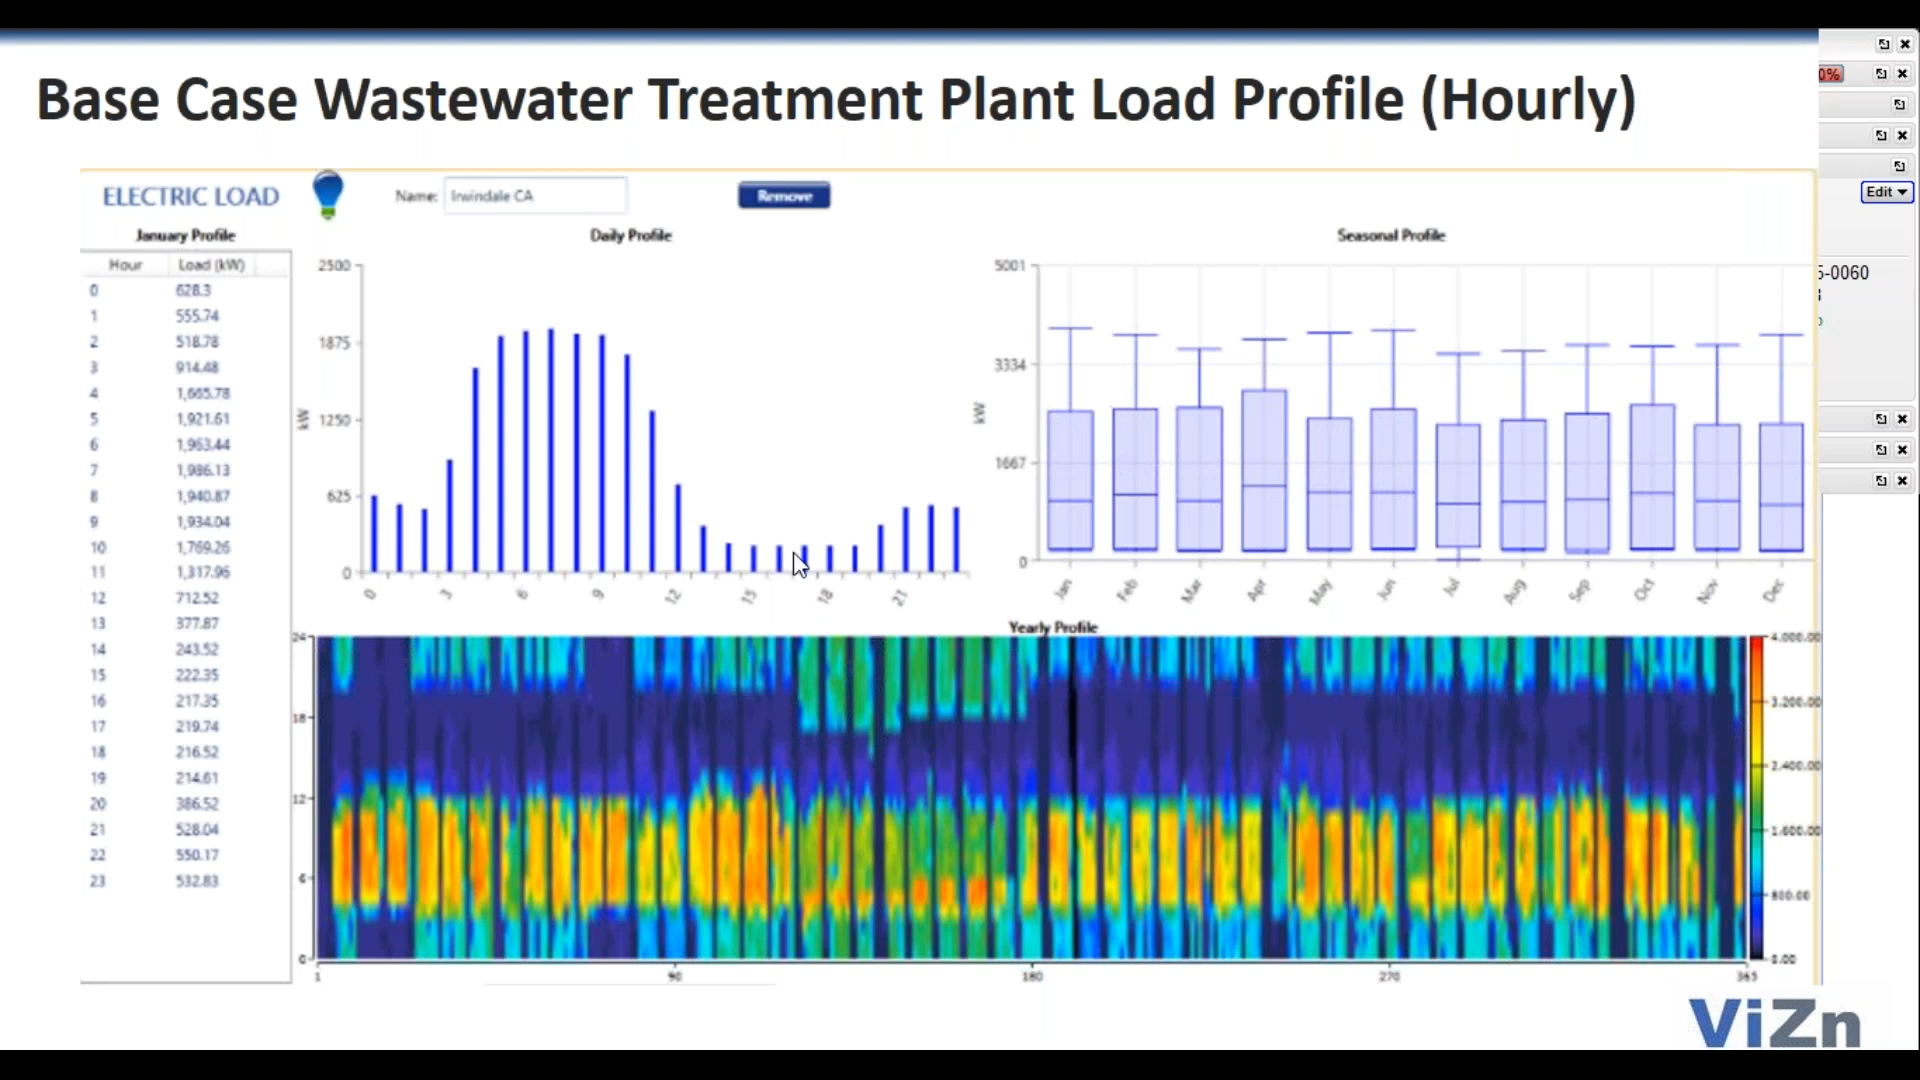 Base Case Wastewater Treatment Plant Load Profile (Hourly)
0%
Edit
ELECTRIC LOAD
Name: Irwindale CA
Remove
January Profile
Hour Load (kW)
0 628.3
1 555.74
2 518.78
3 914.48
4 1,665.78
5 1,921.61
6 1,963.44
7 1,986.13
8 1,940.87
9 1,934.04
10 1,769.26
11 1,317.96
12 712.52
13 377.87
14 243.52
15 222.35
16 217.35
17 219.74
18 216.52
19 214.61
20 386.52
21 528.04
22 550.17
23 532.83
Daily Profile
2500
1875
1250
625
0
kW
0 3 6 9 12 15 18 21
Seasonal Profile
5001
3334
1667
0
kW
Jan Feb Mar Apr May Jun Jul Aug Sep Oct Nov Dec
5-0060
Yearly Profile
24
18
12
6
0
1 90 180 270 365
4,000.00
3,200.00
2,400.00
1,600.00
800.00
0.00
ViZn